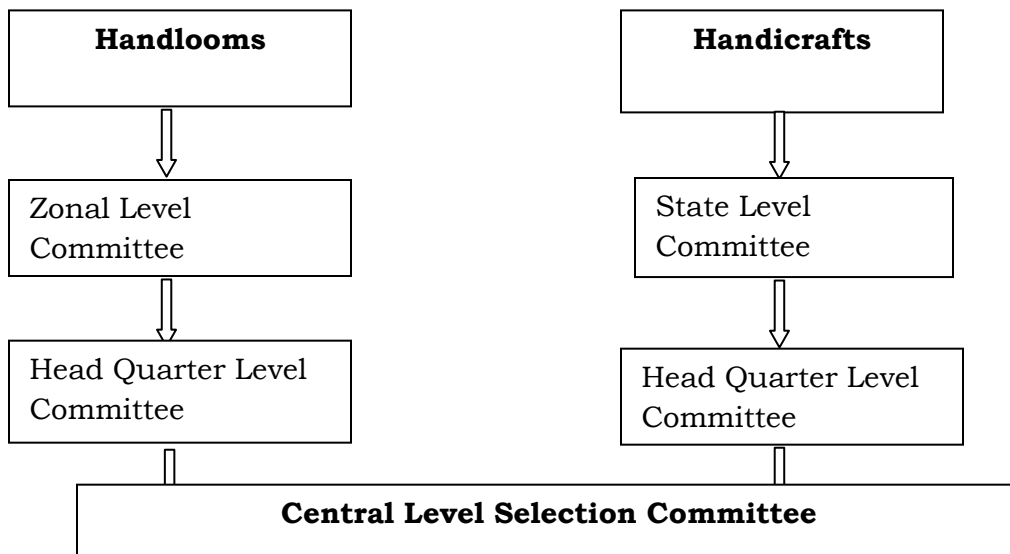 Handlooms
Handicrafts
Zonal Level
Committee
State Level
Committee
Head Quarter Level
Committee
Head Quarter Level
Committee
Central Level Selection Committee